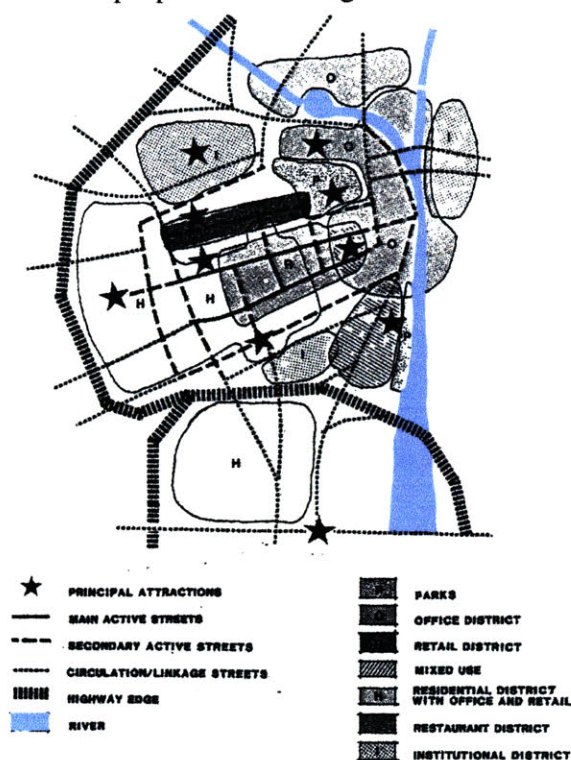 O
I
O
I
P
O
H
H
I
P
H
PRINCIPAL ATTRACTIONS
MAIN ACTIVE STREETS
SECONDARY ACTIVE STREETS
CIRCULATION/LINKAGE STREETS
HIGHWAY EDGE
RIVER
PARKS
OFFICE DISTRICT
RETAIL DISTRICT
MIXED USE
H RESIDENTIAL DISTRICT
WITH OFFICE AND RETAIL
RESTAURANT DISTRICT
I INSTITUTIONAL DISTRICT